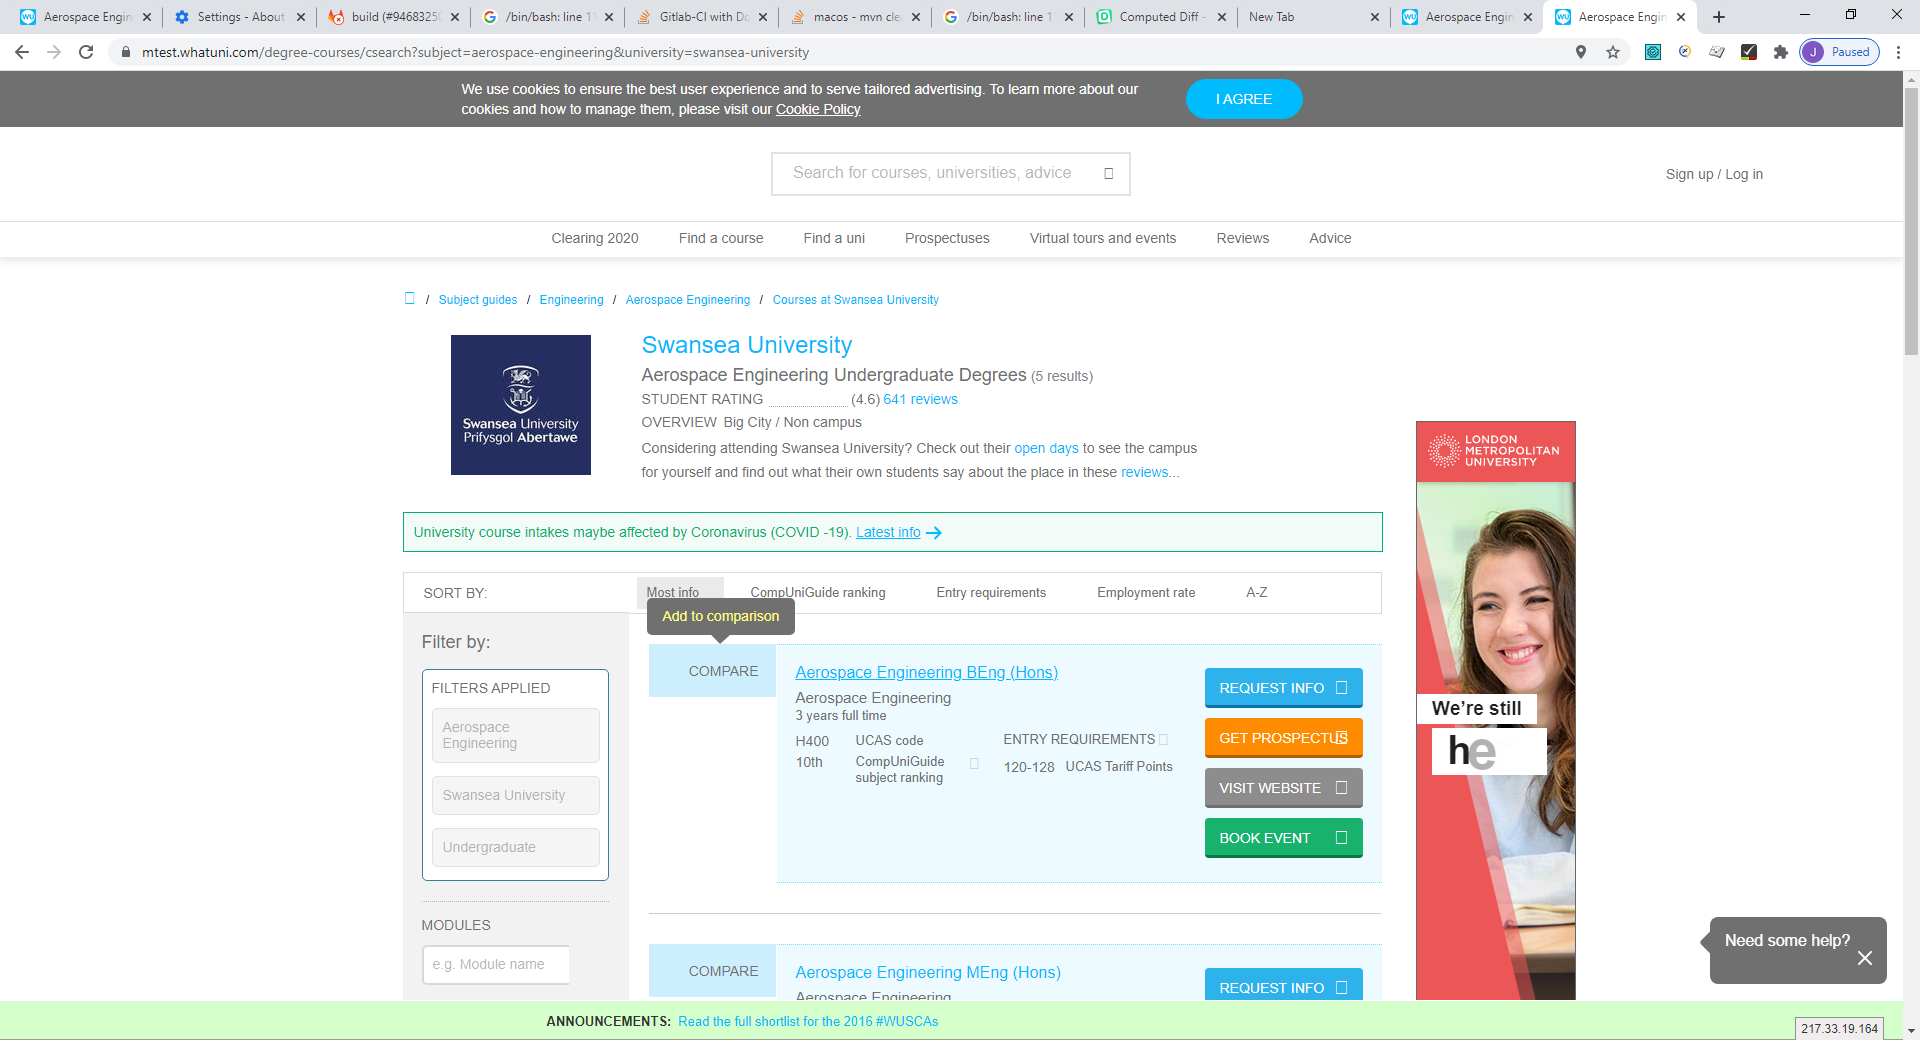 Aerospace Engin
Settings - About
build (#9468325
/bin/bash: line 1
Gitlab-CI with Do
macos - mvn cle
/bin/bash: line 1
Computed Diff -
New Tab
Aerospace Engin
Aerospace Engin
mtest.whatuni.com/degree-courses/csearch?subject=aerospace-engineering&university=swansea-university
J Paused
We use cookies to ensure the best user experience and to serve tailored advertising. To learn more about our
cookies and how to manage them, please visit our Cookie Policy
I AGREE
Search for courses, universities, advice
Sign up / Log in
Clearing 2020 Find a course Find a uni Prospectuses Virtual tours and events Reviews Advice
/ Subject guides / Engineering / Aerospace Engineering / Courses at Swansea University
Swansea University
Prifysgol Abertawe
Swansea University
Aerospace Engineering Undergraduate Degrees (5 results)
STUDENT RATING (4.6) 641 reviews
OVERVIEW Big City / Non campus
Considering attending Swansea University? Check out their open days to see the campus
for yourself and find out what their own students say about the place in these reviews...
University course intakes maybe affected by Coronavirus (COVID -19). Latest info →
SORT BY: Most info CompUniGuide ranking Entry requirements Employment rate A-Z
Add to comparison
Filter by:
FILTERS APPLIED
Aerospace
Engineering
Swansea University
Undergraduate
MODULES
e.g. Module name
COMPARE
Aerospace Engineering BEng (Hons)
Aerospace Engineering
3 years full time
H400 UCAS code
10th CompUniGuide
subject ranking
ENTRY REQUIREMENTS
120-128 UCAS Tariff Points
REQUEST INFO
GET PROSPECTUS
VISIT WEBSITE
BOOK EVENT
COMPARE
Aerospace Engineering MEng (Hons)
Aerospace Engineering
REQUEST INFO
LONDON
METROPOLITAN
UNIVERSITY
We're still
he
Need some help?
ANNOUNCEMENTS: Read the full shortlist for the 2016 #WUSCAs
217.33.19.164